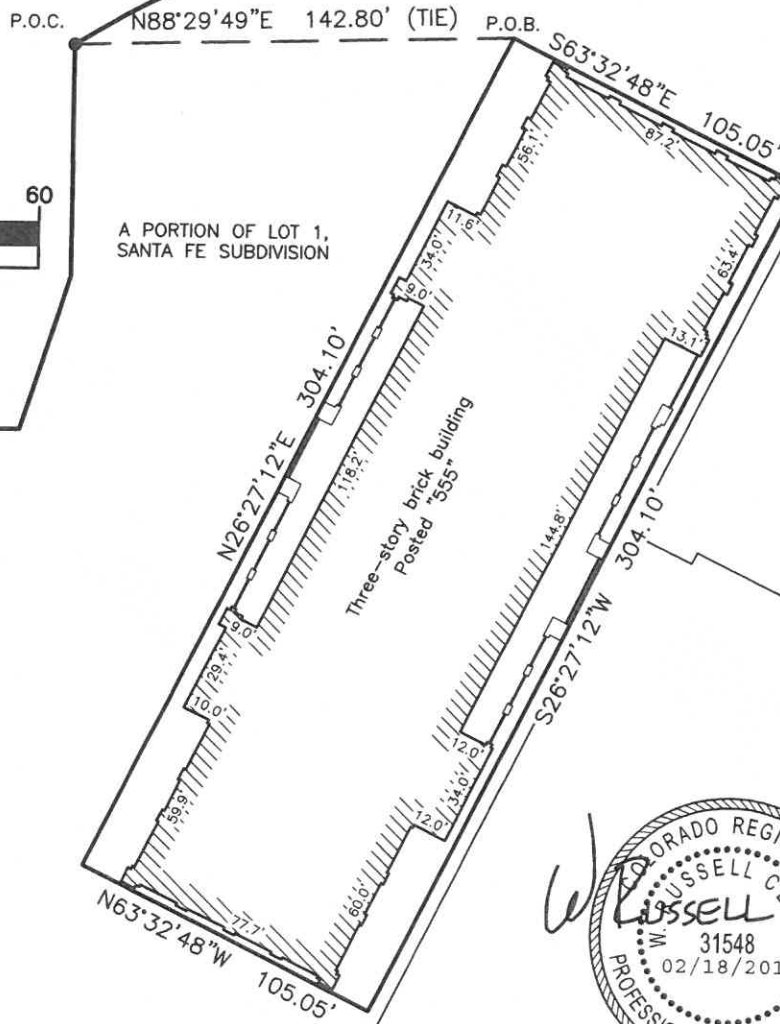 P.O.C.
N88°29'49"E 142.80' (TIE)
P.O.B.
S63°32'48"E 105.05'
87.2'
56.1'
60
A PORTION OF LOT 1,
SANTA FE SUBDIVISION
11.6'
34.0'
9.0'
63.4'
13.1'
N26°27'12"E 304.10'
118.2'
Three-story brick building
Posted "555"
144.8'
S26°27'12"W 304.10'
9.0'
29.4'
10.0'
12.0'
34.0'
12.0'
59.9'
60.0'
77.7'
N63°32'48"W 105.05'
W RUSSELL
31548
02/18/201